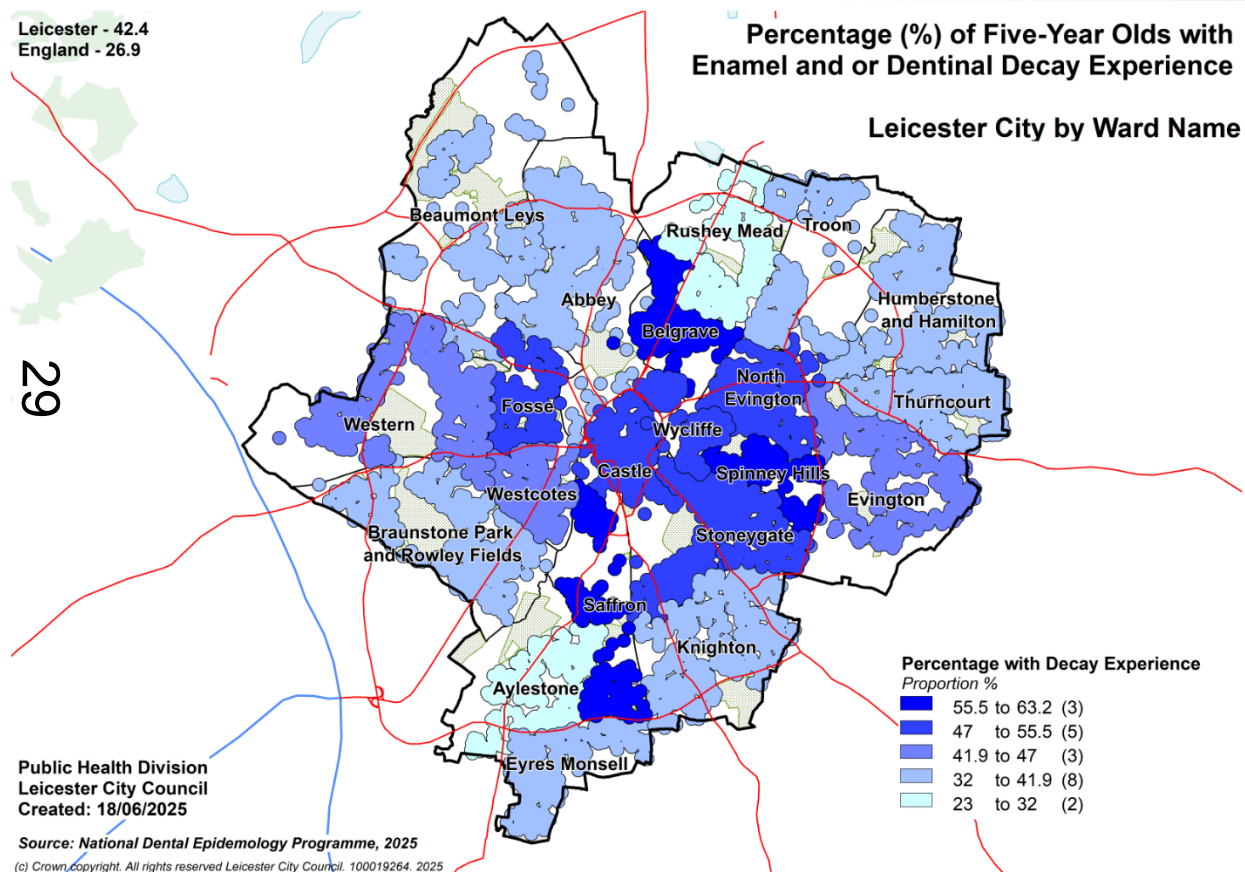 Leicester - 42.4
England - 26.9
Percentage (%) of Five-Year Olds with
Enamel and or Dentinal Decay Experience
Leicester City by Ward Name
Beaumont Leys
Rushey Mead
Troon
Abbey
Humberstone
and Hamilton
Belgrave
29
North
Evington
Fosse
Thurncourt
Western
Wycliffe
Castle
Spinney Hills
Westcotes
Evington
Braunstone Park
and Rowley Fields
Stoneygate
Saffron
Knighton
Aylestone
Eyres Monsell
Percentage with Decay Experience
Proportion %
55.5 to 63.2 (3)
47 to 55.5 (5)
41.9 to 47 (3)
32 to 41.9 (8)
23 to 32 (2)
Public Health Division
Leicester City Council
Created: 18/06/2025
Source: National Dental Epidemology Programme, 2025
(c) Crown copyright. All rights reserved Leicester City Council. 100019264. 2025